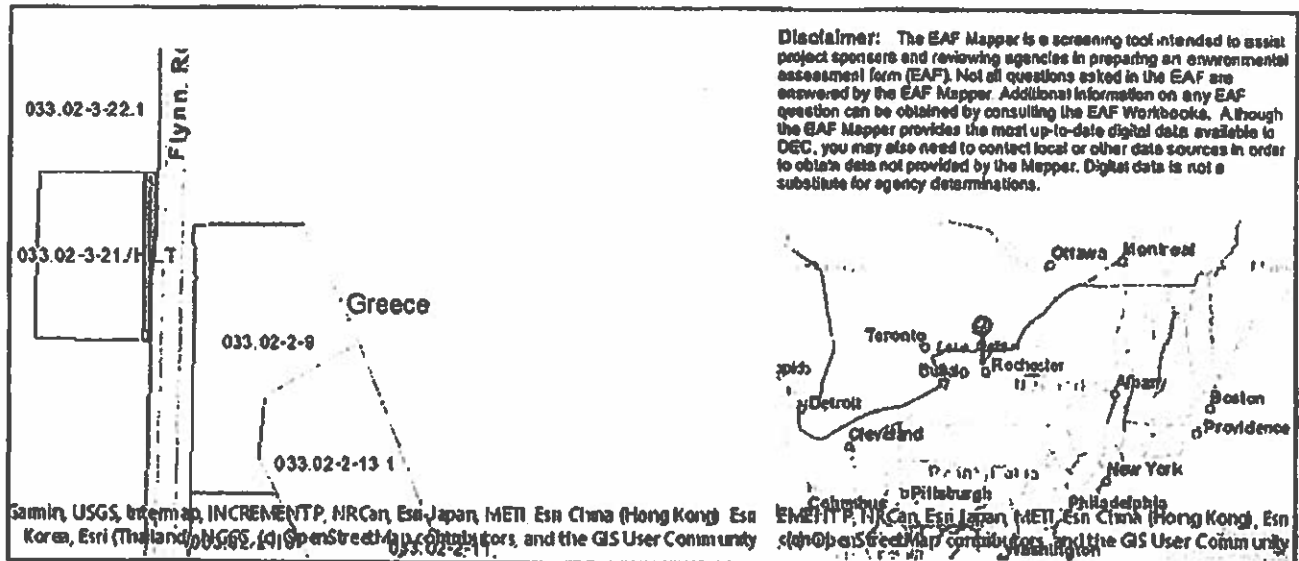 Disclaimer: The EAF Mapper is a screening tool intended to assist
project sponsors and reviewing agencies in preparing an environmental
assessment form (EAF). Not all questions asked in the EAF are
answered by the EAF Mapper. Additional information on any EAF
question can be obtained by consulting the EAF Workbooks. Although
the EAF Mapper provides the most up-to-date digital data available to
DEC, you may also need to contact local or other data sources in order
to obtain data not provided by the Mapper. Digital data is not a
substitute for agency determinations.
033.02-3-22.1
Flynn. R
033.02-3-21./HLT
Greece
033.02-2-9
033.02-2-13.1
033.02-2-11
Garmin, USGS, Intermap, INCREMENT P, NRCan, Esri Japan, METI, Esri China (Hong Kong), Esri
Korea, Esri (Thailand), NGCC, (c) OpenStreetMap contributors, and the GIS User Community
Ottawa
Montreal
Toronto
Rochester
Buffalo
Detroit
Albany
Boston
Providence
Cleveland
New York
Columbus
Pittsburgh
Philadelphia
Washington
EMENT P, NRCan, Esri Japan, METI, Esri China (Hong Kong), Esri
(c) OpenStreetMap contributors, and the GIS User Community